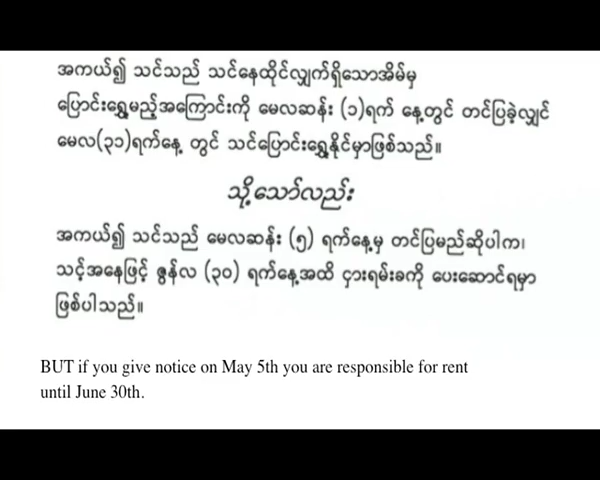 အကယ်၍ သင်သည် သင်နေထိုင်လျှက်ရှိသောအိမ်မှ
ပြောင်းရွှေ့မည့်အကြောင်းကို မေလဆန်း (၁)ရက် နေ့တွင် တင်ပြခဲ့လျှင်
မေလ(၃၁)ရက်နေ့ တွင် သင်ပြောင်းရွှေ့နိုင်မှာဖြစ်သည်။
သို့သော်လည်း
အကယ်၍ သင်သည် မေလဆန်း (၅) ရက်နေ့မှ တင်ပြမည်ဆိုပါက၊
သင့်အနေဖြင့် ဇွန်လ (၃၀) ရက်နေ့အထိ ငှားရမ်းခကို ပေးဆောင်ရမှာ
ဖြစ်ပါသည်။
BUT if you give notice on May 5th you are responsible for rent
until June 30th.